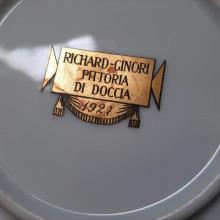 RICHARD-GINORI
PITTORIA
DI DOCCIA
1921